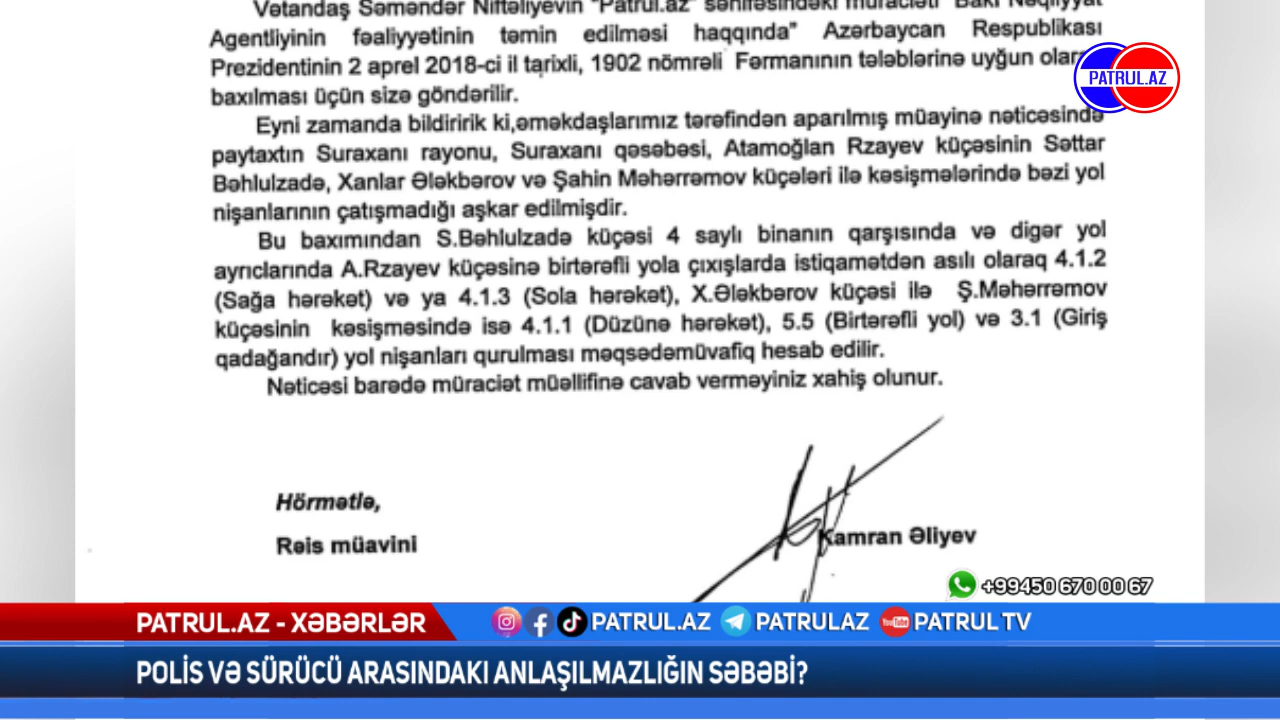 Vətandaş Səməndər Niftəliyevin "Patrul.az" səhifəsindəki müraciəti "Bakı Nəqliyyat
Agentliyinin fəaliyyətinin təmin edilməsi haqqında" Azərbaycan Respublikası
Prezidentinin 2 aprel 2018-ci il tarixli, 1902 nömrəli Fərmanının tələblərinə uyğun olaraq
baxılması üçün sizə göndərilir.
Eyni zamanda bildiririk ki,əməkdaşlarımız tərəfindən aparılmış müayinə nəticəsində
paytaxtın Suraxanı rayonu, Suraxanı qəsəbəsi, Atamoğlan Rzayev küçəsinin Səttar
Bəhlulzadə, Xanlar Ələkbərov və Şahin Məhərrəmov küçələri ilə kəsişmələrində bəzi yol
nişanlarının çatışmadığı aşkar edilmişdir.
Bu baxımından S.Bəhlulzadə küçəsi 4 saylı binanın qarşısında və digər yol
ayrıclarında A.Rzayev küçəsinə birtərəfli yola çıxışlarda istiqamətdən asılı olaraq 4.1.2
(Sağa hərəkət) və ya 4.1.3 (Sola hərəkət), X.Ələkbərov küçəsi ilə Ş.Məhərrəmov
küçəsinin kəsişməsində isə 4.1.1 (Düzünə hərəkət), 5.5 (Birtərəfli yol) və 3.1 (Giriş
qadağandır) yol nişanları qurulması məqsədəmüvafiq hesab edilir.
Nəticəsi barədə müraciət müəllifinə cavab verməyiniz xahiş olunur.
Hörmətlə,
Rəis müavini
Kamran Əliyev
PATRUL.AZ
+99450 670 00 67
PATRUL.AZ - XƏBƏRLƏR
PATRUL.AZ PATRULAZ YouTube PATRUL TV
POLİS VƏ SÜRÜCÜ ARASINDAKI ANLAŞILMAZLIĞIN SƏBƏBİ?